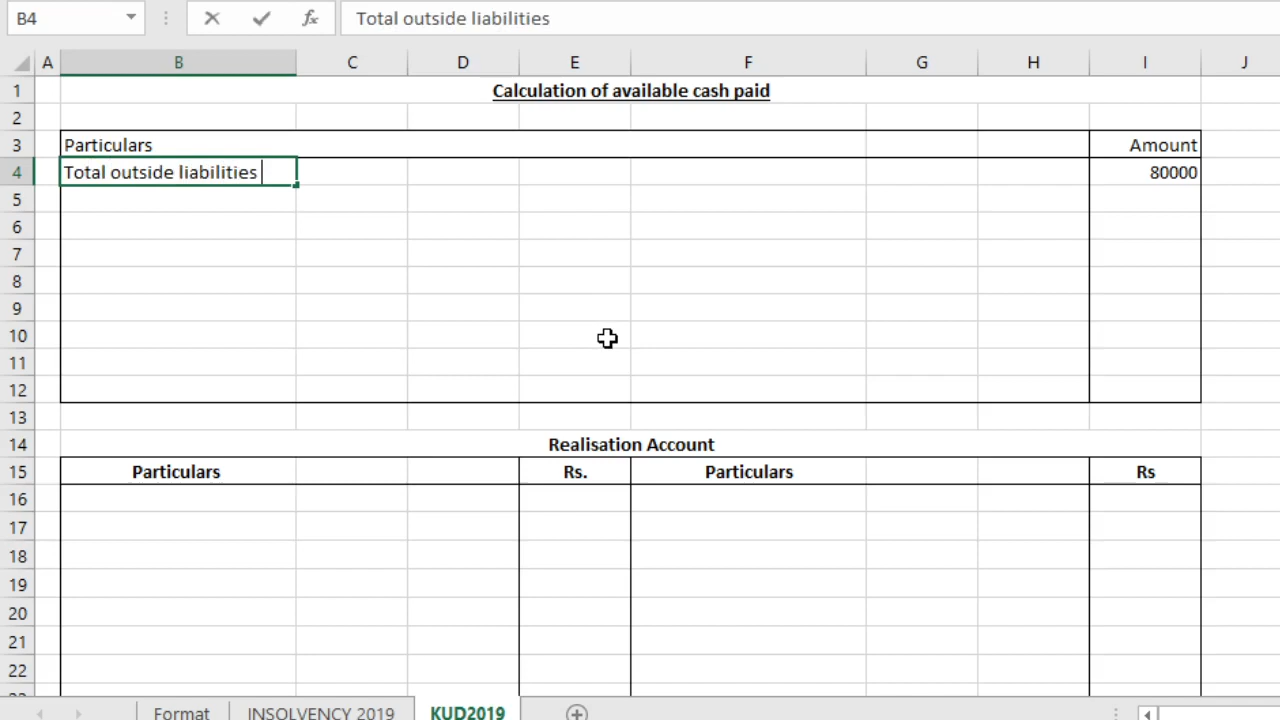 B4
fx
Total outside liabilities
A B C D E F G H I J
1 Calculation of available cash paid
2
3 Particulars Amount
4 Total outside liabilities 80000
5
6
7
8
9
10
11
12
13
14 Realisation Account
15 Particulars Rs. Particulars Rs
16
17
18
19
20
21
22
Format INSOLVENCY 2019 KUD2019